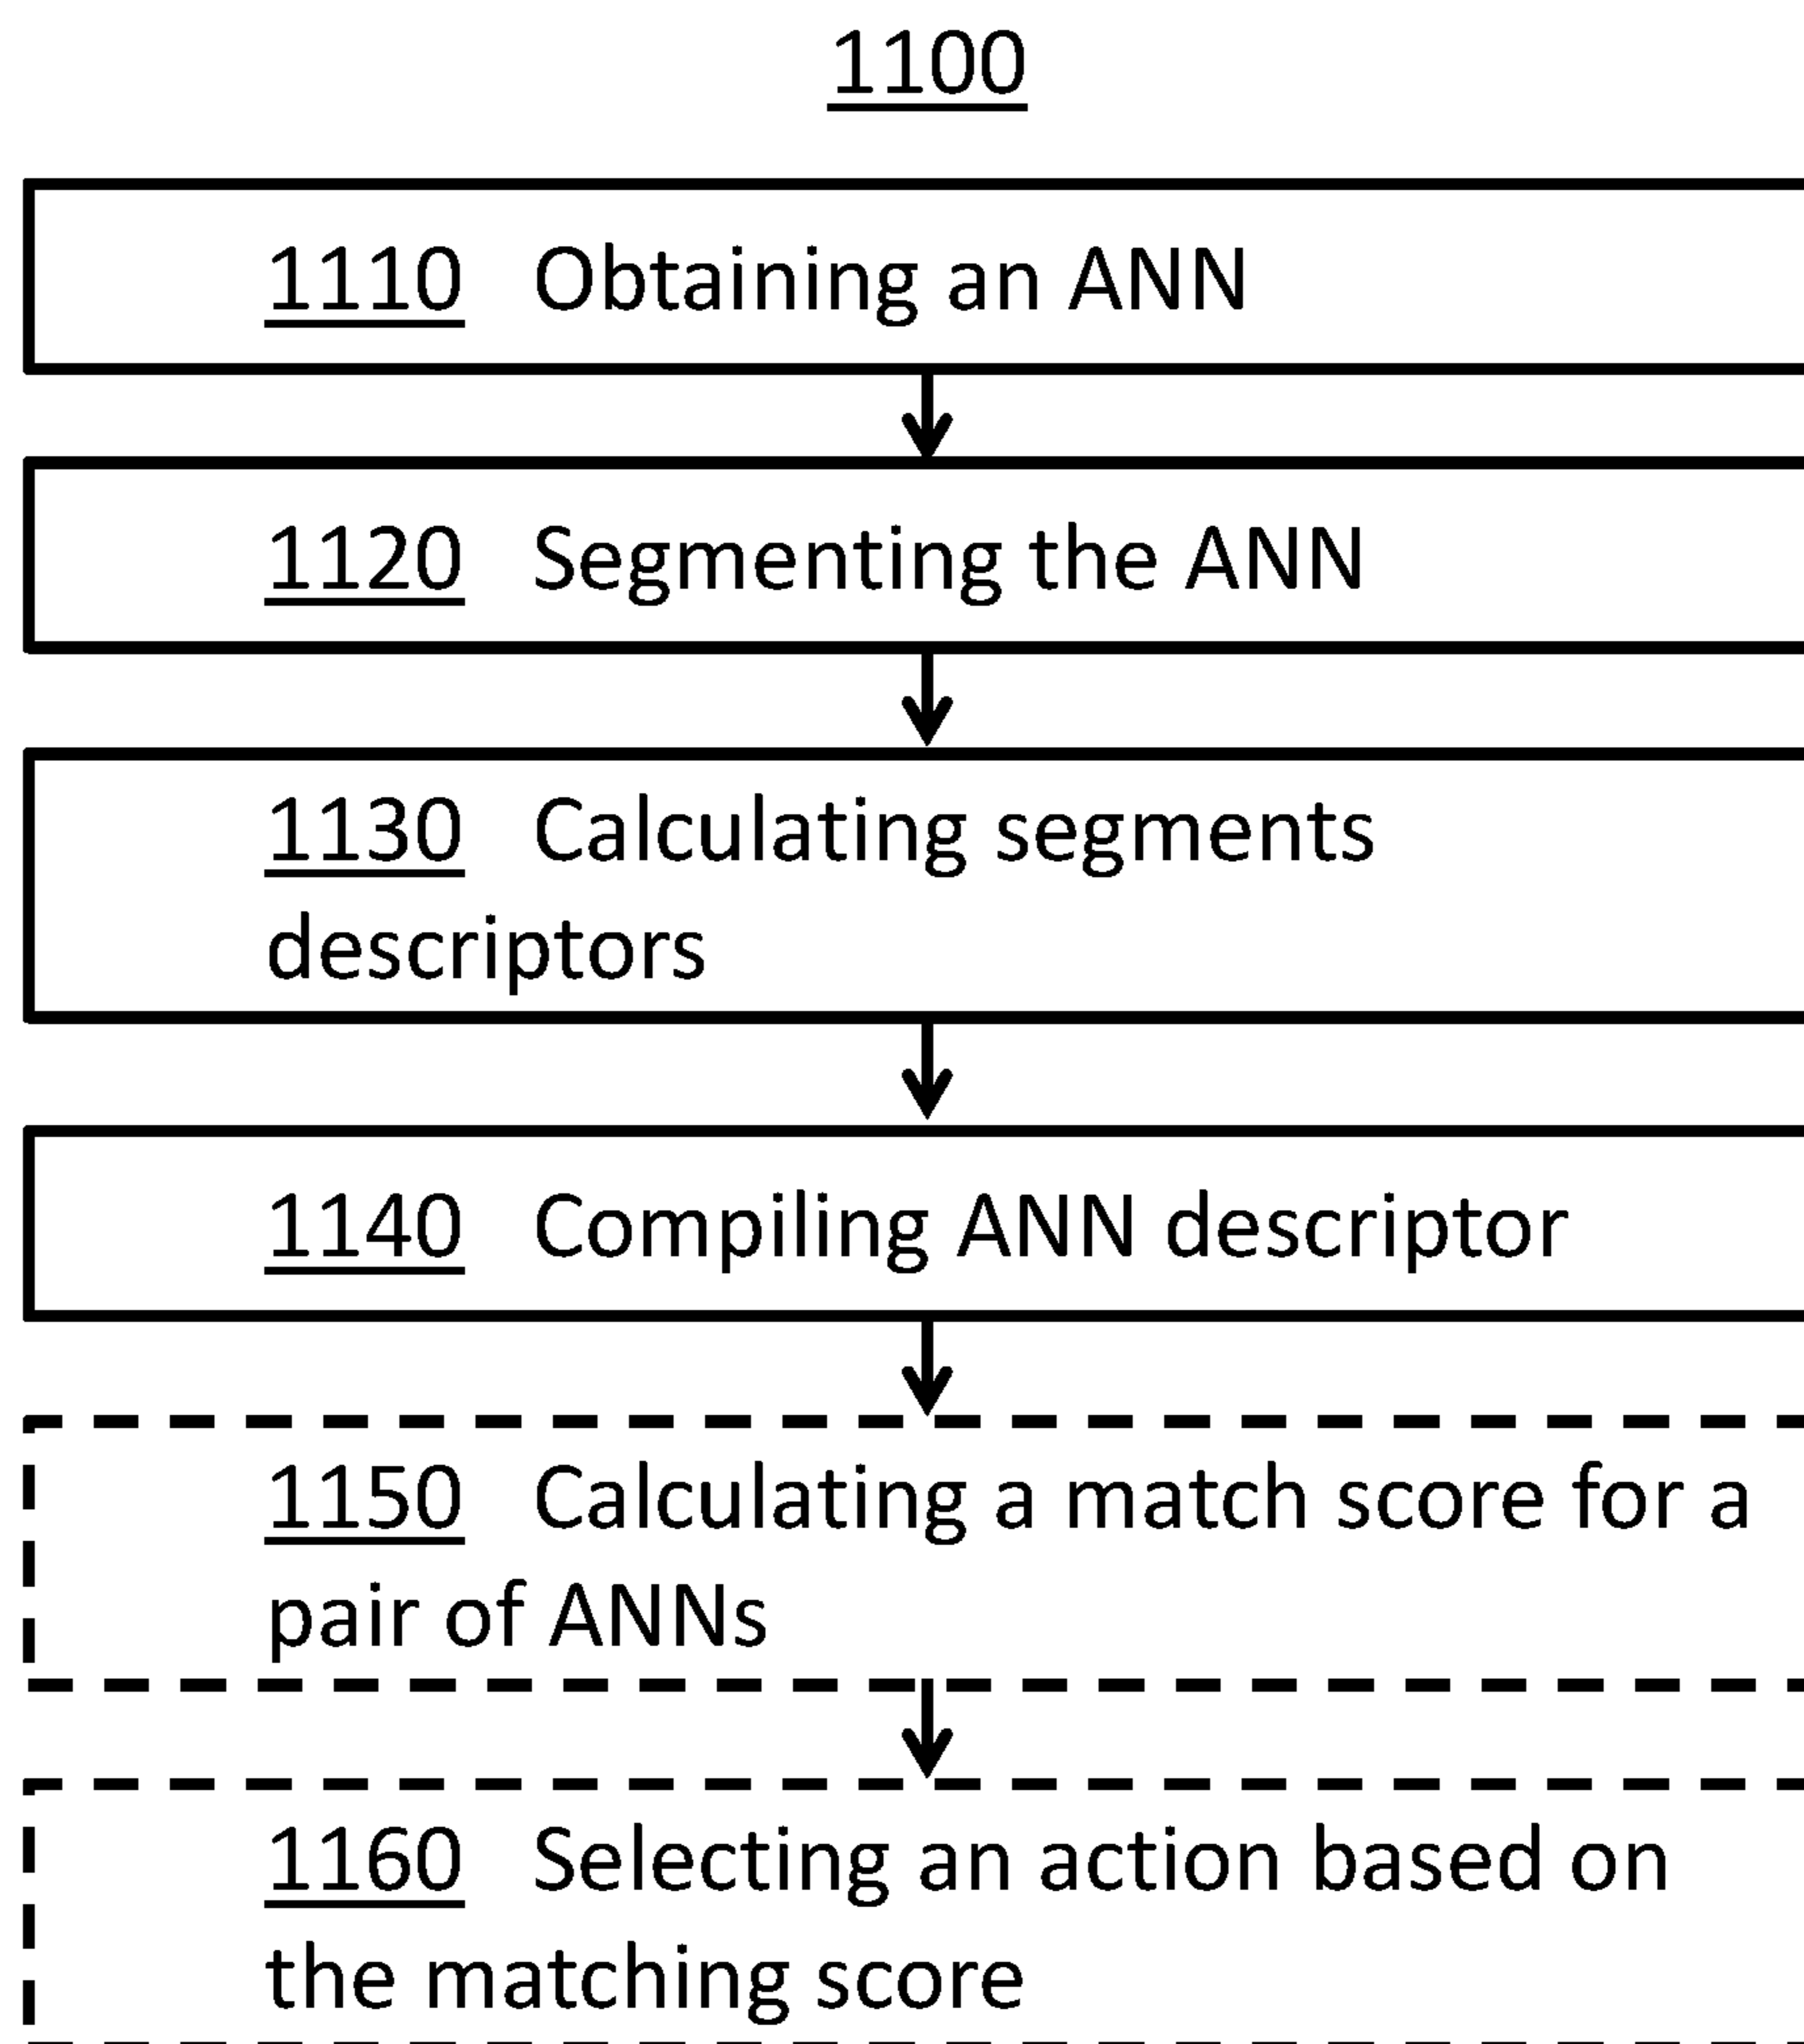 1100
1110 Obtaining an ANN
1120 Segmenting the ANN
1130 Calculating segments
descriptors
1140 Compiling ANN descriptor
1150 Calculating a match score for a
pair of ANNs
1160 Selecting an action based on
the matching score